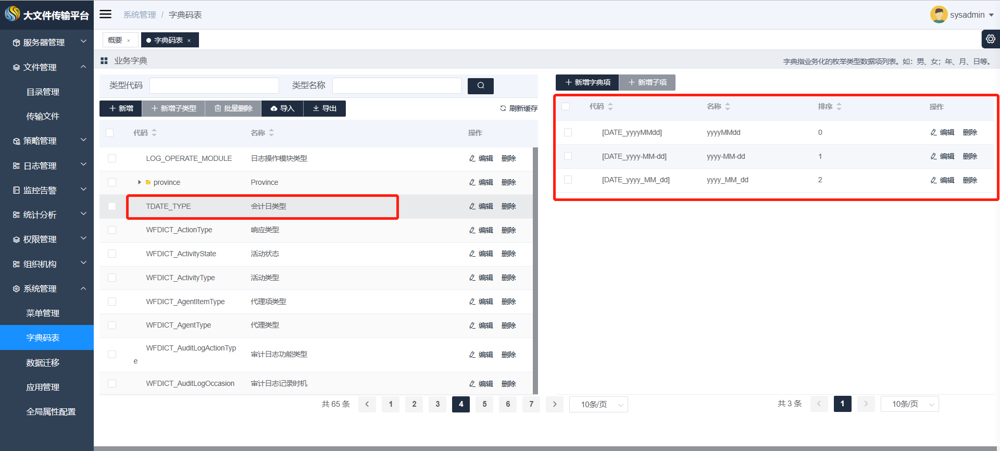 大文件传输平台
系统管理 / 字典码表
sysadmin
概要 ×
字典码表 ×
服务器管理
文件管理
目录管理
传输文件
策略管理
日志管理
监控告警
统计分析
权限管理
组织机构
系统管理
菜单管理
字典码表
数据迁移
应用管理
全局属性配置
业务字典
字典指业务化的枚举类型数据项列表。如：男、女；年、月、日等。
类型代码
类型名称
新增
新增子类型
批量删除
导入
导出
刷新缓存
代码 名称 操作
LOG_OPERATE_MODULE 日志操作模块类型 编辑 删除
province Province 编辑 删除
TDATE_TYPE 会计日类型 编辑 删除
WFDICT_ActionType 响应类型 编辑 删除
WFDICT_ActivityState 活动状态 编辑 删除
WFDICT_ActivityType 活动类型 编辑 删除
WFDICT_AgentItemType 代理项类型 编辑 删除
WFDICT_AgentType 代理类型 编辑 删除
WFDICT_AuditLogActionTyp
e 审计日志功能类型 编辑 删除
WFDICT_AuditLogOccasion 审计日志记录时机 编辑 删除
共 65 条 1 2 3 4 5 6 7 10条/页
新增字典项
新增子项
代码 名称 排序 操作
[DATE_yyyyMMdd] yyyyMMdd 0 编辑 删除
[DATE_yyyy-MM-dd] yyyy-MM-dd 1 编辑 删除
[DATE_yyyy_MM_dd] yyyy_MM_dd 2 编辑 删除
共 3 条 1 10条/页